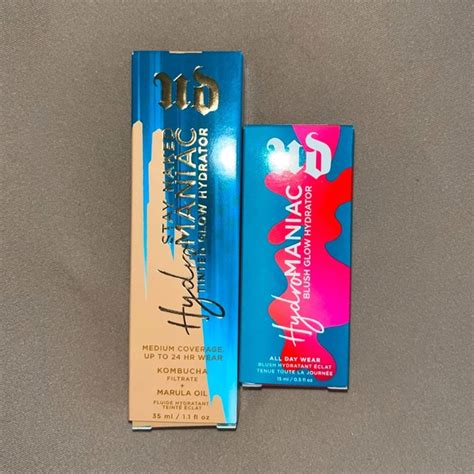 UD
STAY NAKED
HydroMANIAC
TINTED GLOW HYDRATOR
MEDIUM COVERAGE
UP TO 24 HR WEAR
KOMBUCHA
FILTRATE
+
MARULA OIL
FLUIDE HYDRATANT
TEINTÉ ÉCLAT
35 ml / 1.1 fl oz
UD
HydroMANIAC
BLUSH GLOW HYDRATOR
ALL DAY WEAR
BLUSH HYDRATANT ÉCLAT
TENUE TOUTE LA JOURNÉE
15 ml / 0.5 fl oz